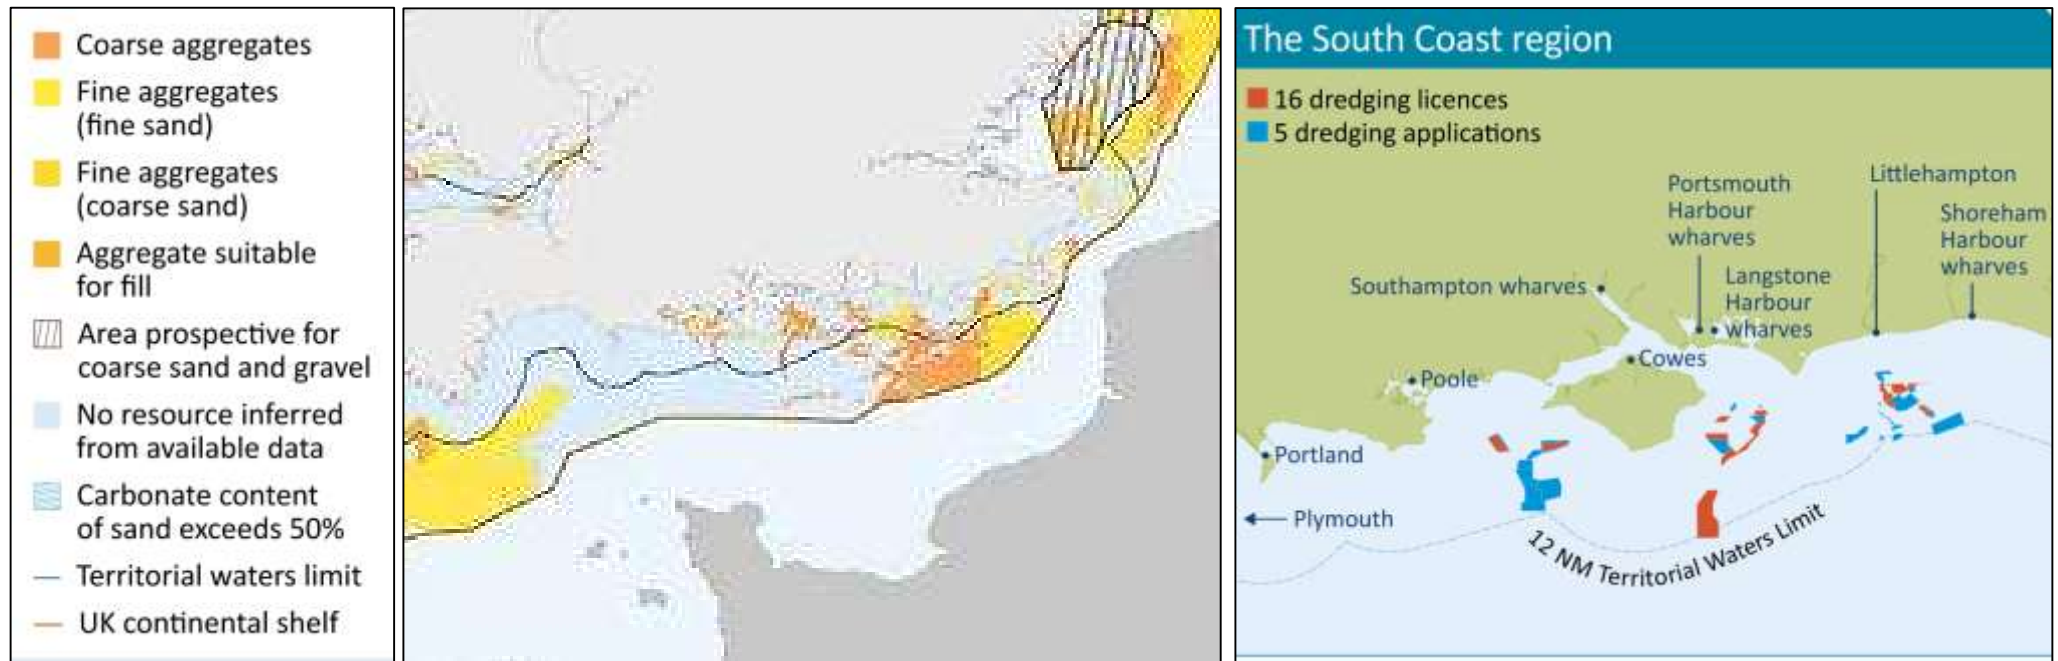 Coarse aggregates
Fine aggregates
(fine sand)
Fine aggregates
(coarse sand)
Aggregate suitable
for fill
Area prospective for
coarse sand and gravel
No resource inferred
from available data
Carbonate content
of sand exceeds 50%
Territorial waters limit
UK continental shelf
The South Coast region
16 dredging licences
5 dredging applications
Portsmouth
Harbour
wharves
Littlehampton
Shoreham
Harbour
wharves
Southampton wharves
Langstone
Harbour
wharves
Cowes
Poole
Portland
Plymouth
12 NM Territorial Waters Limit